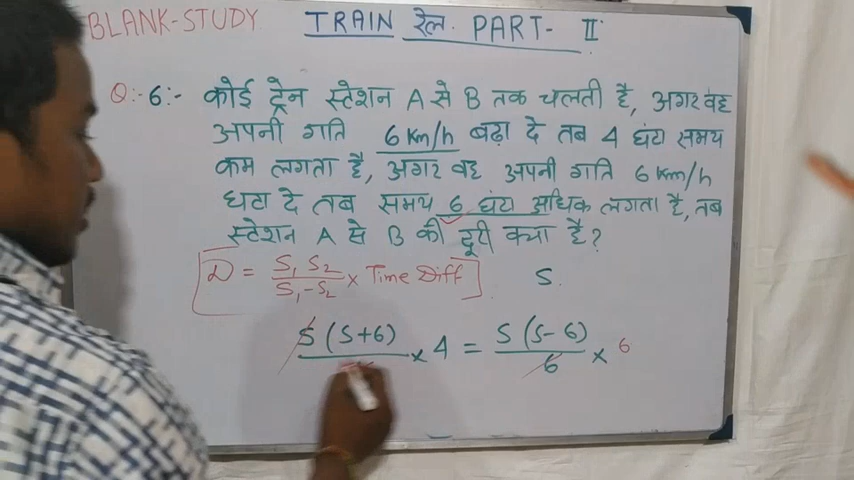 BLANK-STUDY TRAIN रेल. PART- II
Q:-6:- कोई ट्रेन स्टेशन A से B तक चलती है, अगर वह
अपनी गति 6 Km/h बढ़ा दे तब 4 घंटा समय
कम लगता है, अगर वह अपनी गति 6 Km/h
घटा दे तब समय 6 घंटा अधिक लगता है, तब
स्टेशन A से B की दूरी क्या है?
D = S₁ S₂ / S₁-S₂ × Time Diff S.
S (S+6) / × 4 = S (S-6) / 6 × 6